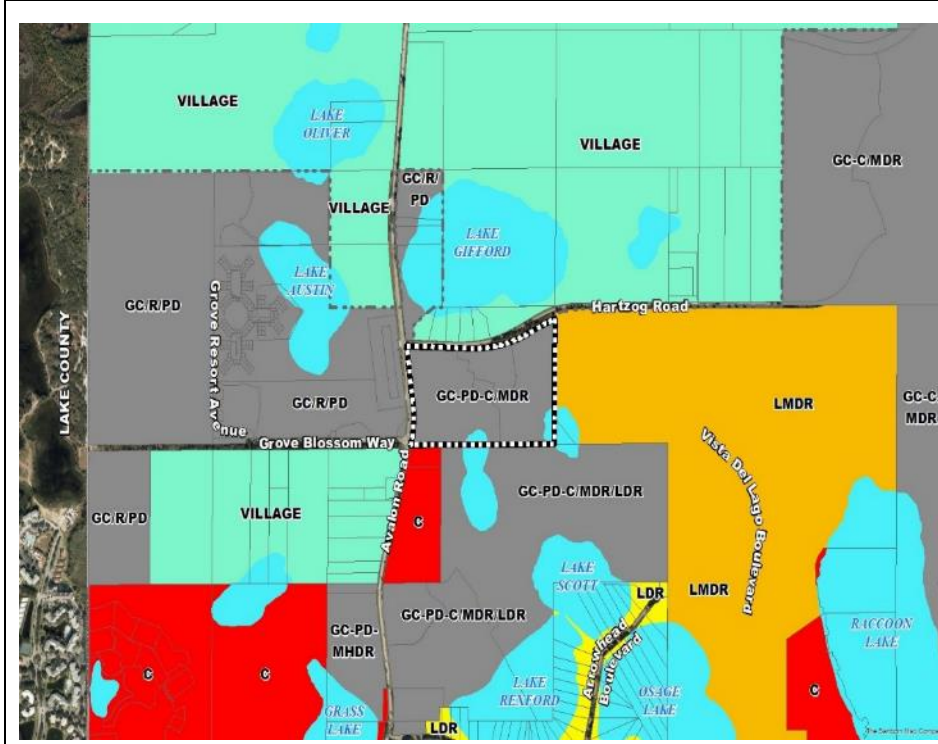 VILLAGE
LAKE
OLIVER
VILLAGE
GC-C/MDR
GC/R/
PD
VILLAGE
LAKE
GIFFORD
LAKE
AUSTIN
GC/R/PD
Grove Resort Avenue
Hartzog Road
LAKE COUNTY
GC/R/PD
GC-PD-C/MDR
LMDR
GC-C
MDR
Grove Blossom Way
Vista Del Lago Boulevard
GC/R/PD
VILLAGE
Avalon Road
C
GC-PD-C/MDR/LDR
LAKE
SCOTT
LDR
LMDR
GC-PD-
MHDR
GC-PD-C/MDR/LDR
RACCOON
LAKE
C
C
Arrowhead
Boulevard
LAKE
REXFORD
OSAGE
LAKE
C
GRASS
LAKE
LDR